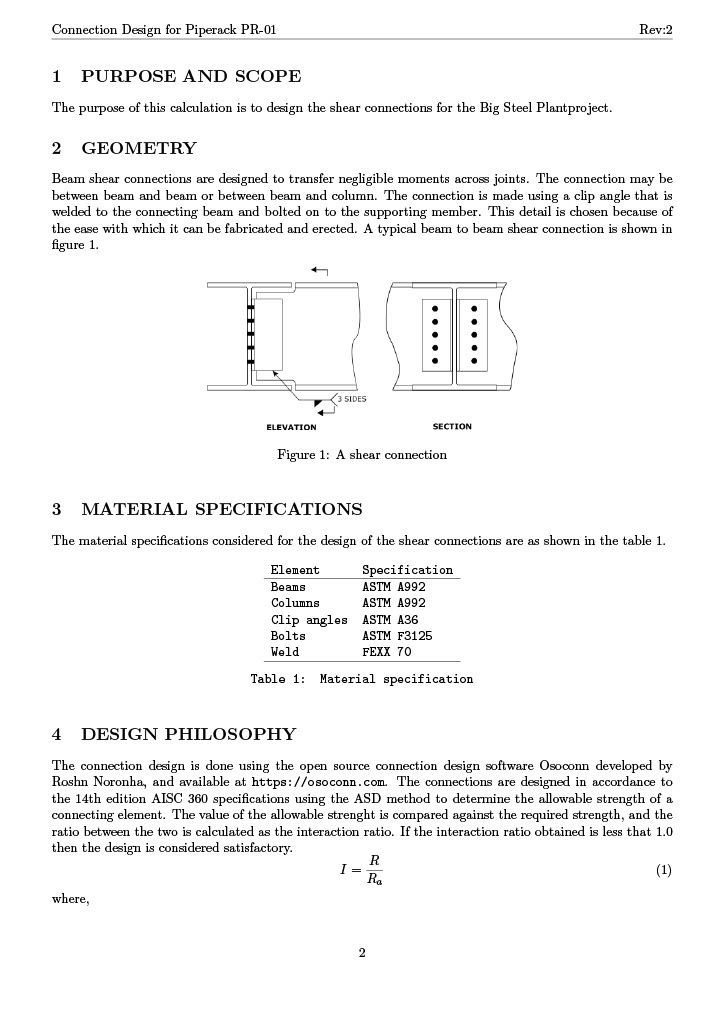 Connection Design for Piperack PR-01 Rev:2
1 PURPOSE AND SCOPE
The purpose of this calculation is to design the shear connections for the Big Steel Plantproject.
2 GEOMETRY
Beam shear connections are designed to transfer negligible moments across joints. The connection may be
between beam and beam or between beam and column. The connection is made using a clip angle that is
welded to the connecting beam and bolted on to the supporting member. This detail is chosen because of
the ease with which it can be fabricated and erected. A typical beam to beam shear connection is shown in
figure 1.
3 SIDES
ELEVATION SECTION
Figure 1: A shear connection
3 MATERIAL SPECIFICATIONS
The material specifications considered for the design of the shear connections are as shown in the table 1.
Element Specification
Beams ASTM A992
Columns ASTM A992
Clip angles ASTM A36
Bolts ASTM F3125
Weld FEXX 70
Table 1: Material specification
4 DESIGN PHILOSOPHY
The connection design is done using the open source connection design software Osoconn developed by
Roshn Noronha, and available at https://osoconn.com. The connections are designed in accordance to
the 14th edition AISC 360 specifications using the ASD method to determine the allowable strength of a
connecting element. The value of the allowable strenght is compared against the required strength, and the
ratio between the two is calculated as the interaction ratio. If the interaction ratio obtained is less that 1.0
then the design is considered satisfactory.
I = R / Rₐ (1)
where,
2